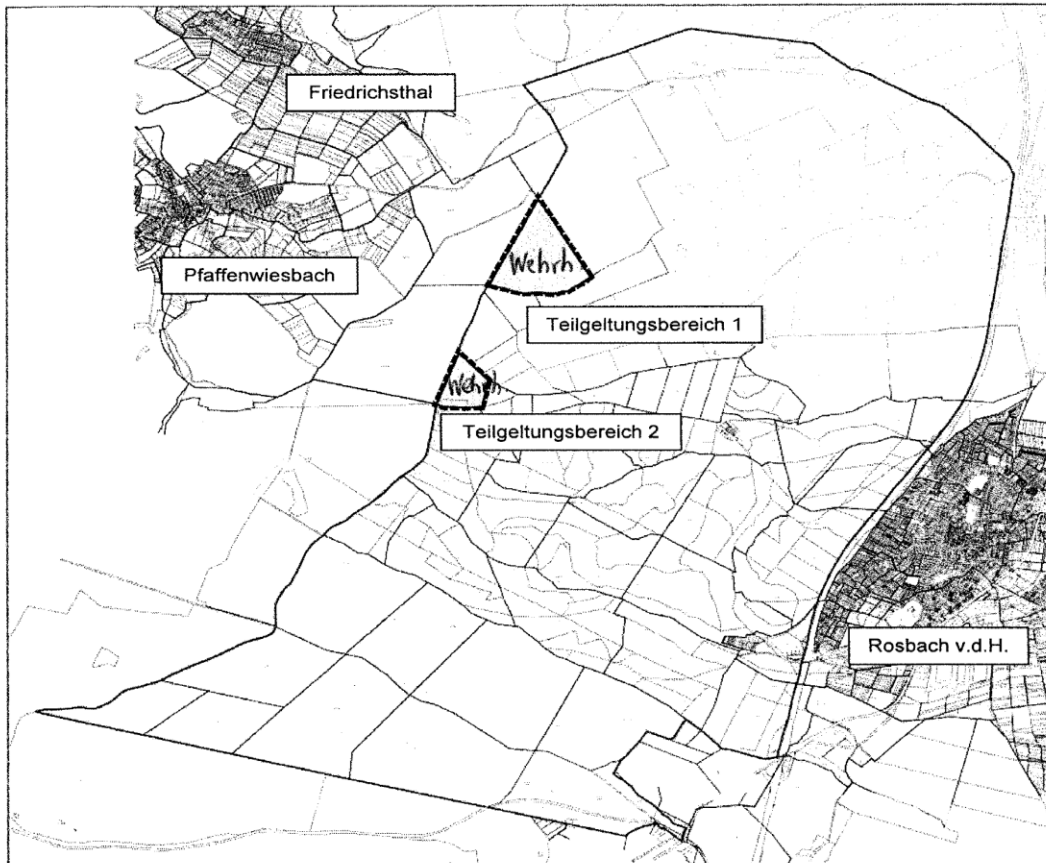 Friedrichsthal
Pfaffenwiesbach
Wehrh.
Teilgeltungsbereich 1
Wehrh.
Teilgeltungsbereich 2
Rosbach v.d.H.